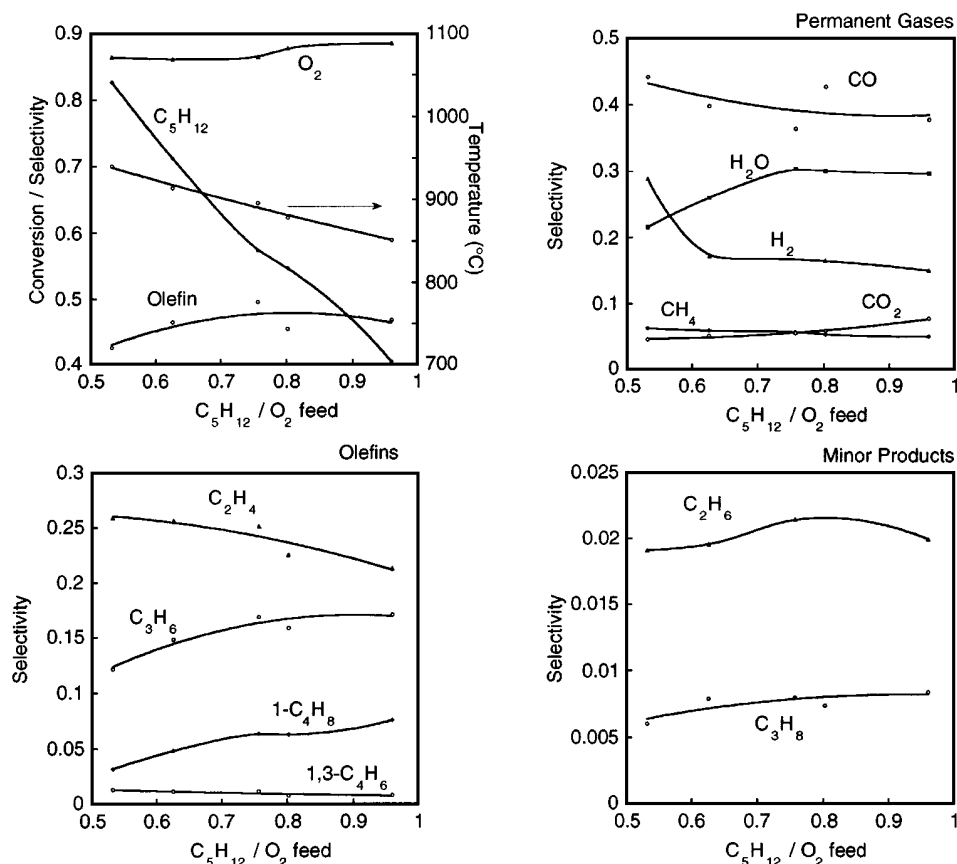 Conversion / Selectivity
0.9
0.8
0.7
0.6
0.5
0.4
1100
1000
900
800
700
Temperature (°C)
O₂
C₅H₁₂
Olefin
0.5 0.6 0.7 0.8 0.9 1
C₅H₁₂ / O₂ feed
Permanent Gases
Selectivity
0.5
0.4
0.3
0.2
0.1
0
CO
H₂O
H₂
CH₄
CO₂
0.5 0.6 0.7 0.8 0.9 1
C₅H₁₂ / O₂ feed
Olefins
Selectivity
0.3
0.25
0.2
0.15
0.1
0.05
0
C₂H₄
C₃H₆
1-C₄H₈
1,3-C₄H₆
0.5 0.6 0.7 0.8 0.9 1
C₅H₁₂ / O₂ feed
Minor Products
Selectivity
0.025
0.02
0.015
0.01
0.005
0
C₂H₆
C₃H₈
0.5 0.6 0.7 0.8 0.9 1
C₅H₁₂ / O₂ feed